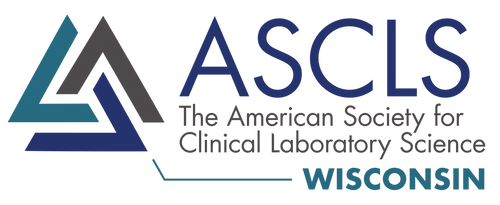 ASCLS
The American Society for
Clinical Laboratory Science
WISCONSIN